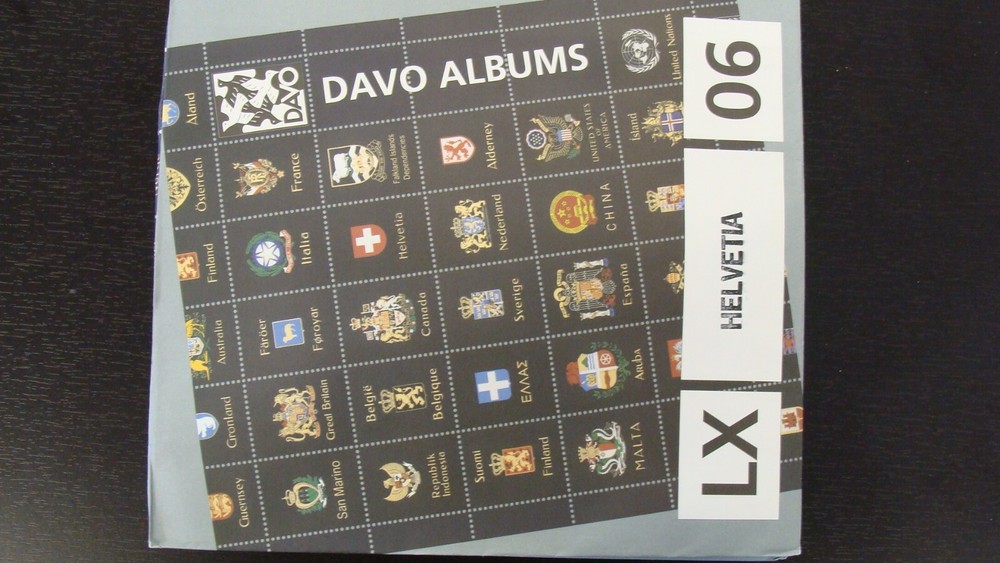 DAVO
DAVO ALBUMS
United Nations
Åland
Österreich
France
Falkland Islands
Dependencies
Alderney
UNITED STATES
OF
AMERICA
Ísland
Finland
Italia
Helvetia
Nederland
CHINA
Australia
Färöer
Føroyar
Canada
Sverige
España
Grønland
Great Britain
België
Belgique
ΕΛΛΑΣ
Aruba
Guernsey
San Marino
Republik
Indonesia
Suomi
Finland
MALTA
06
HELVETIA
LX